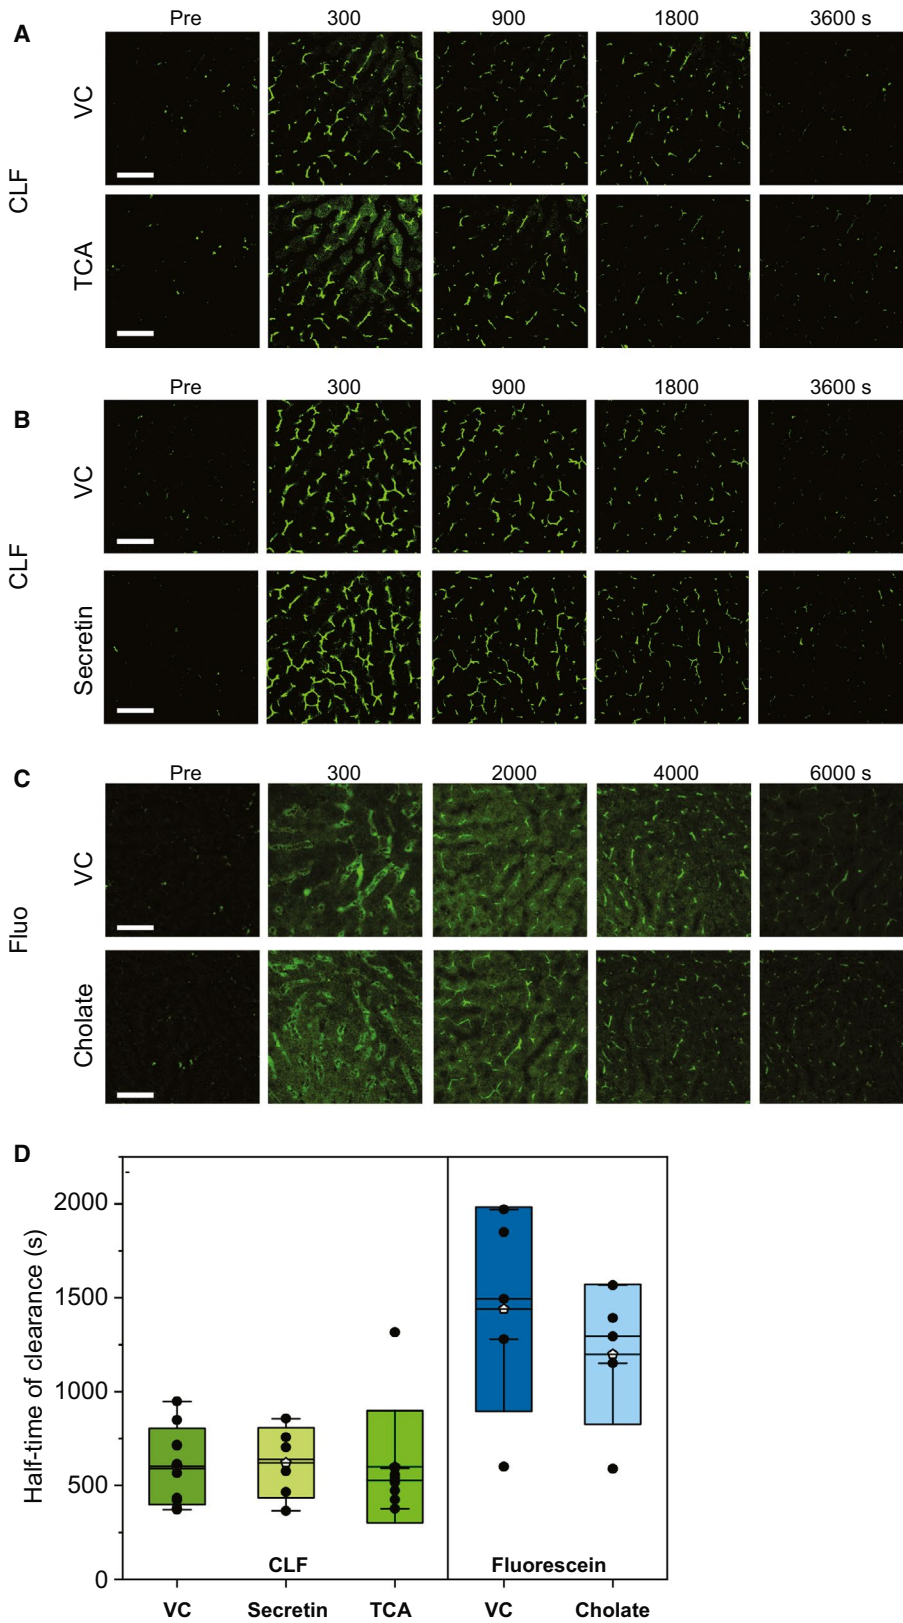 A
Pre 300 900 1800 3600 s
VC
CLF
TCA
B
Pre 300 900 1800 3600 s
VC
CLF
Secretin
C
Pre 300 2000 4000 6000 s
VC
Fluo
Cholate
D
Half-time of clearance (s)
2000
1500
1000
500
0
CLF Fluorescein
VC Secretin TCA VC Cholate